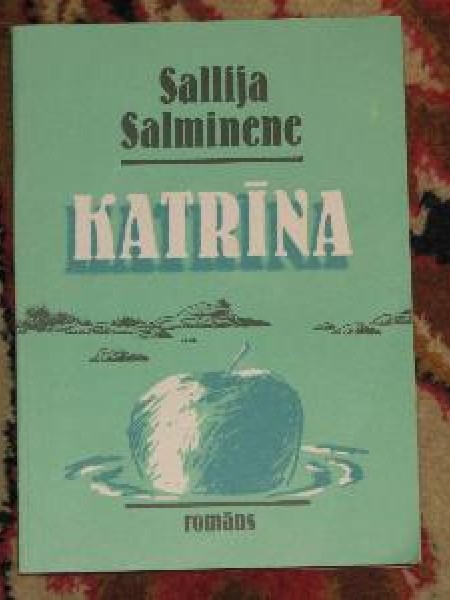 Sallija
Salminene
KATRĪNA
romāns